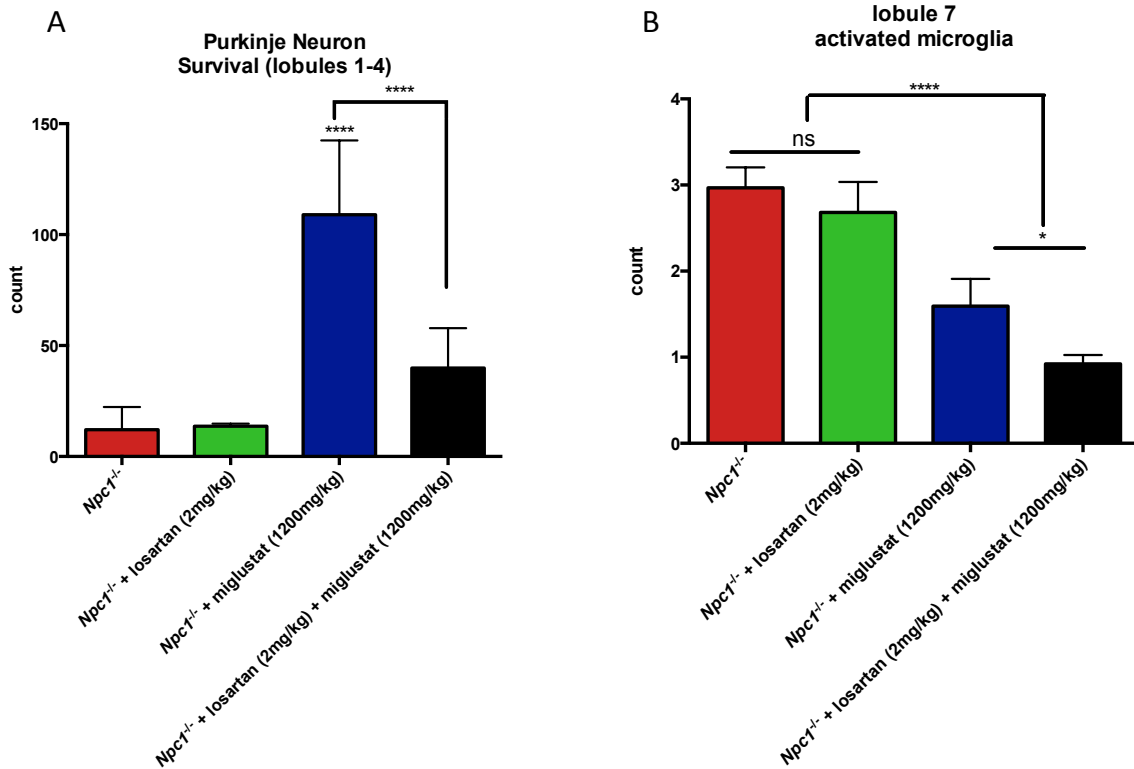 A
Purkinje Neuron
Survival (lobules 1-4)
****
****
150
100
50
0
count
Npc1-/-
Npc1-/- + losartan (2mg/kg)
Npc1-/- + miglustat (1200mg/kg)
Npc1-/- + losartan (2mg/kg) + miglustat (1200mg/kg)
B
lobule 7
activated microglia
****
ns
*
4
3
2
1
0
count
Npc1-/-
Npc1-/- + losartan (2mg/kg)
Npc1-/- + miglustat (1200mg/kg)
Npc1-/- + losartan (2mg/kg) + miglustat (1200mg/kg)